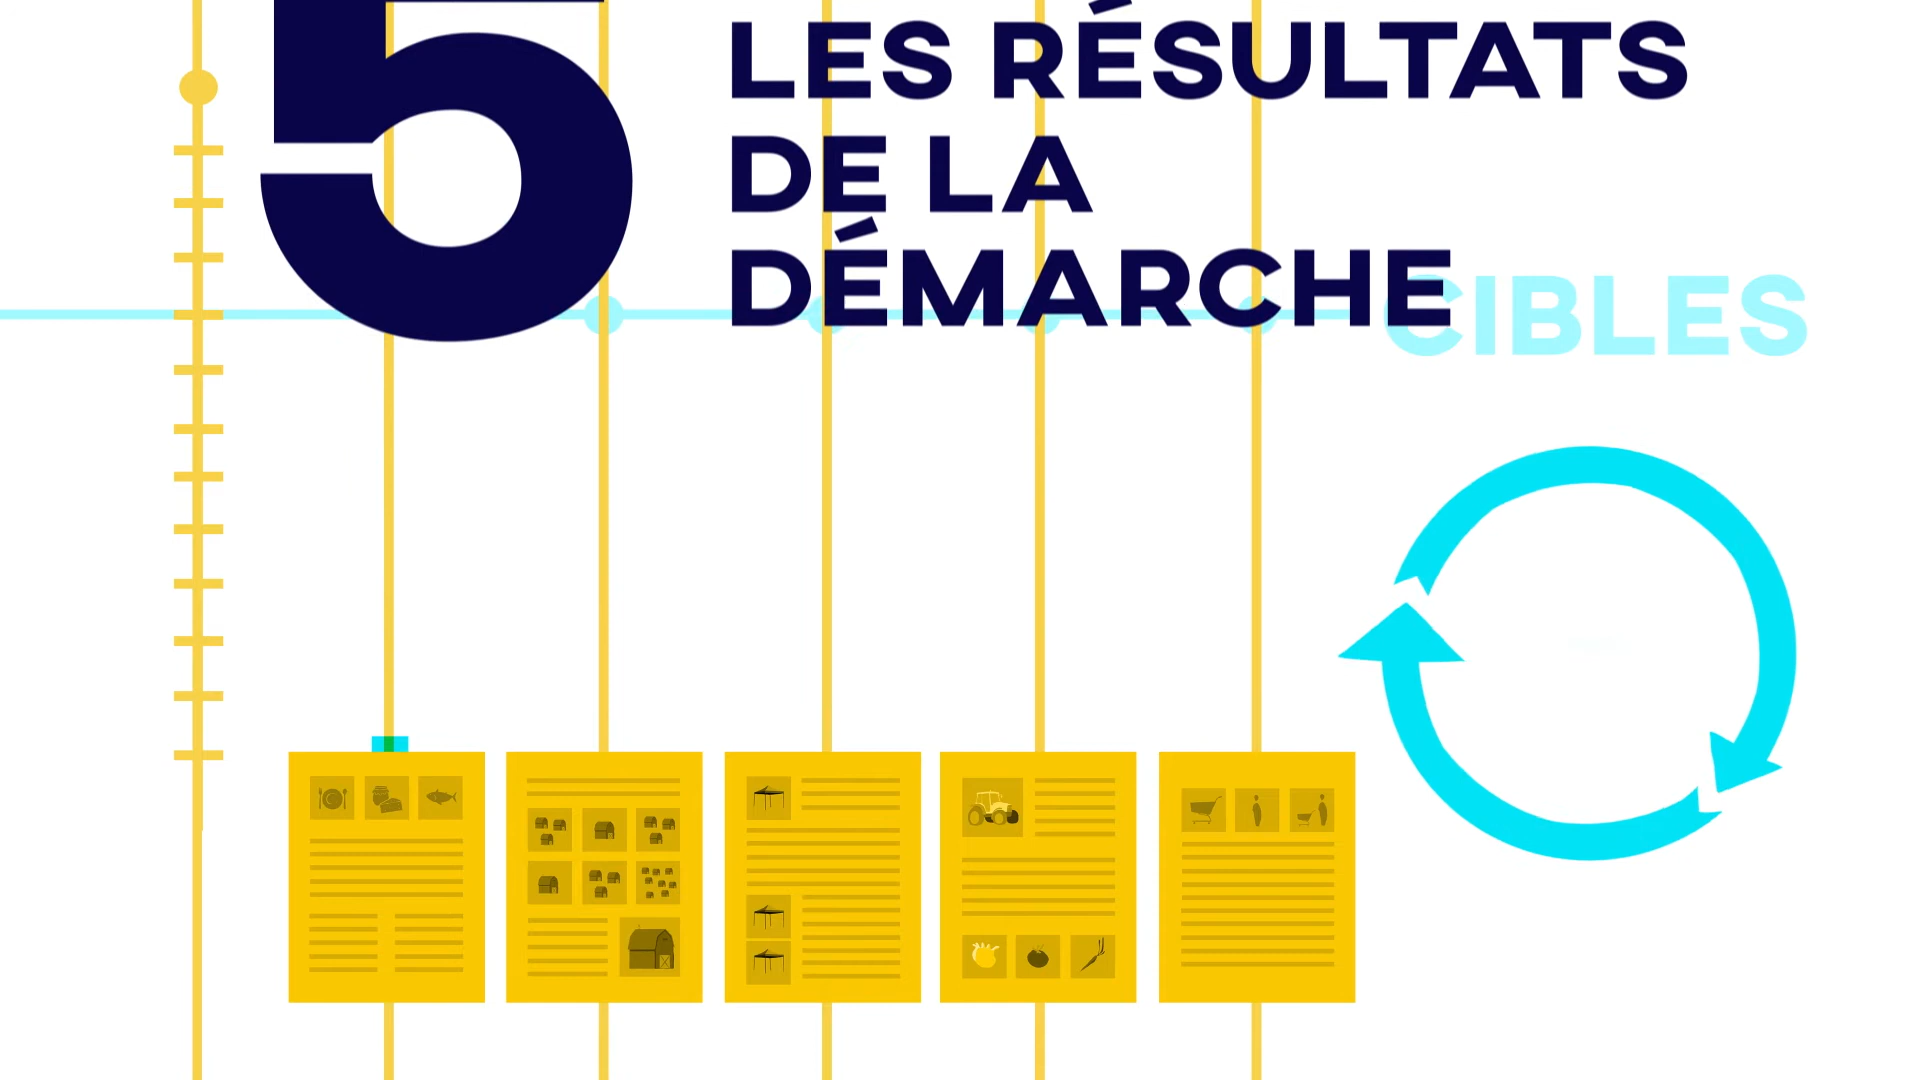 5
LES RÉSULTATS
DE LA
DÉMARCHE
CIBLES